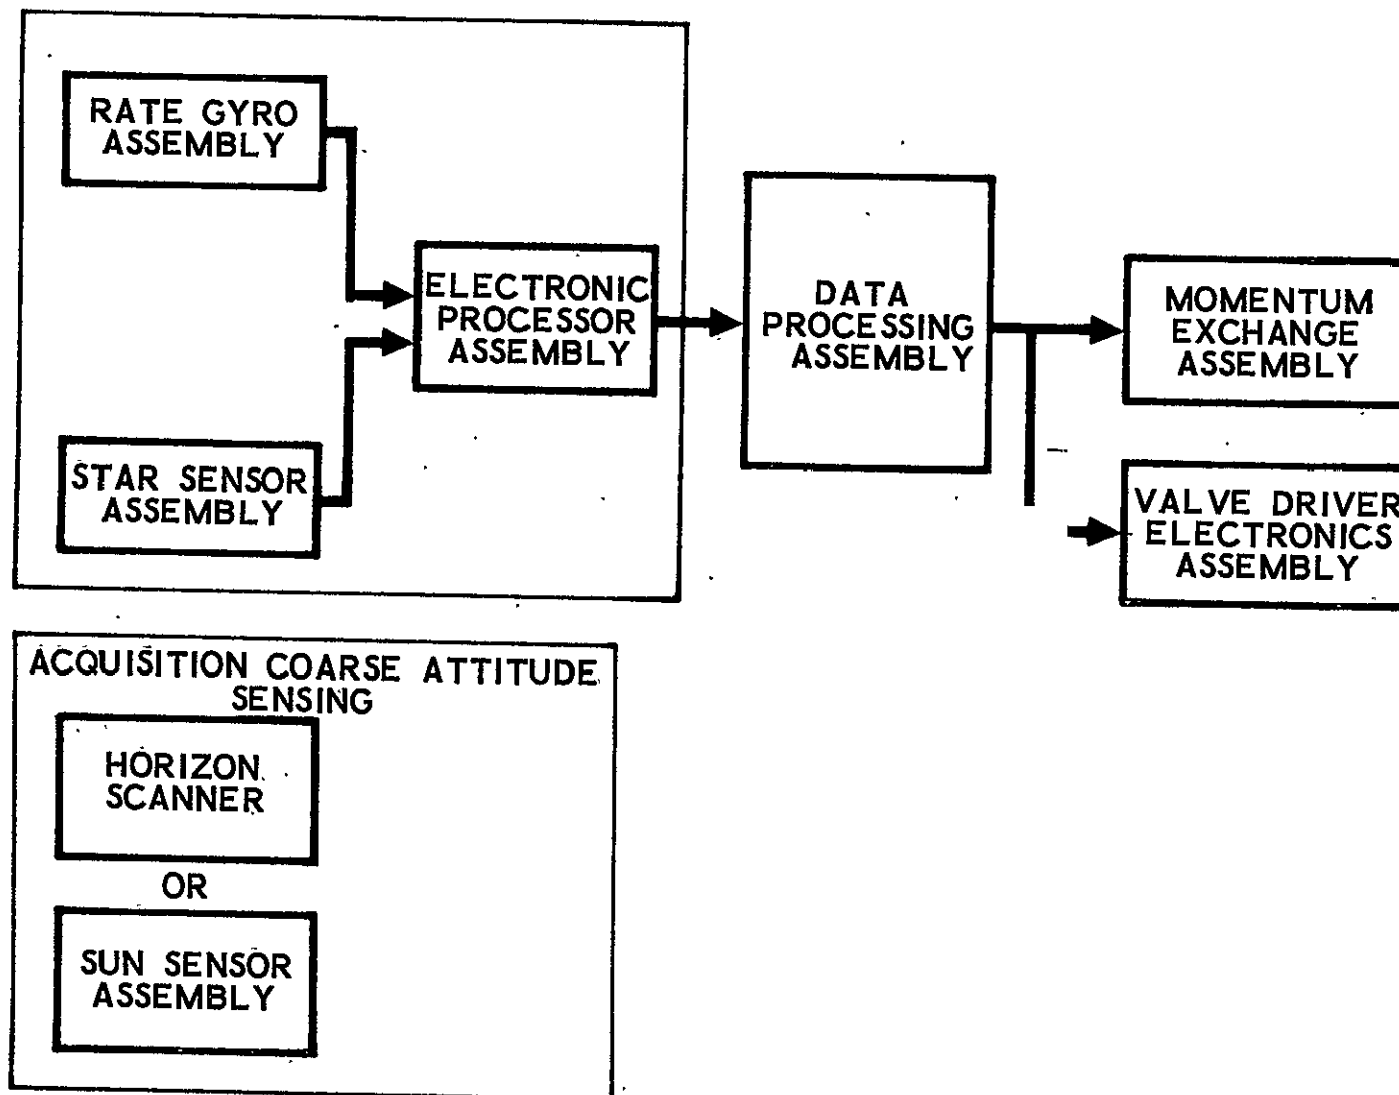 RATE GYRO
ASSEMBLY
ELECTRONIC
PROCESSOR
ASSEMBLY
STAR SENSOR
ASSEMBLY
DATA
PROCESSING
ASSEMBLY
MOMENTUM
EXCHANGE
ASSEMBLY
VALVE DRIVER
ELECTRONICS
ASSEMBLY
ACQUISITION COARSE ATTITUDE
SENSING
HORIZON
SCANNER
OR
SUN SENSOR
ASSEMBLY